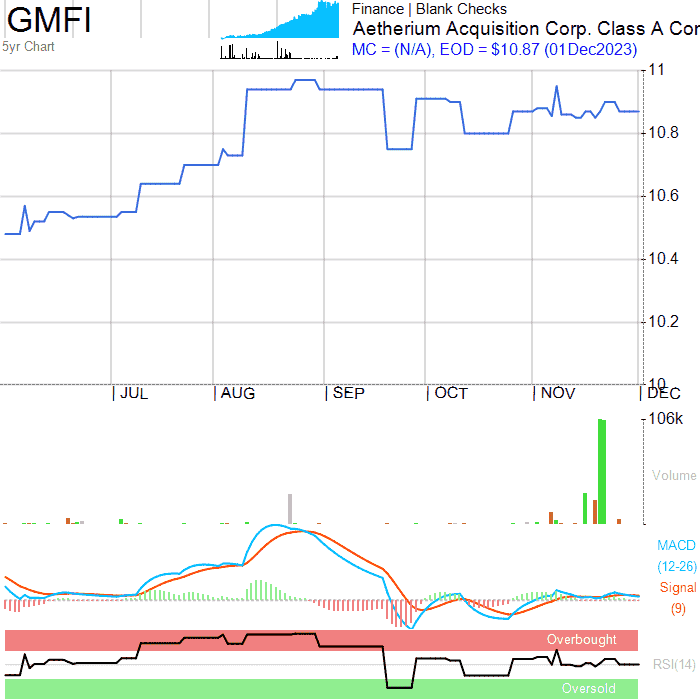 GMFI
5yr Chart
Finance | Blank Checks
Aetherium Acquisition Corp. Class A Cor
MC = (N/A), EOD = $10.87 (01Dec2023)
11
10.8
10.6
10.4
10.2
10
JUL AUG SEP OCT NOV DEC
106k
Volume
MACD
(12-26)
Signal
(9)
Overbought
RSI(14)
Oversold